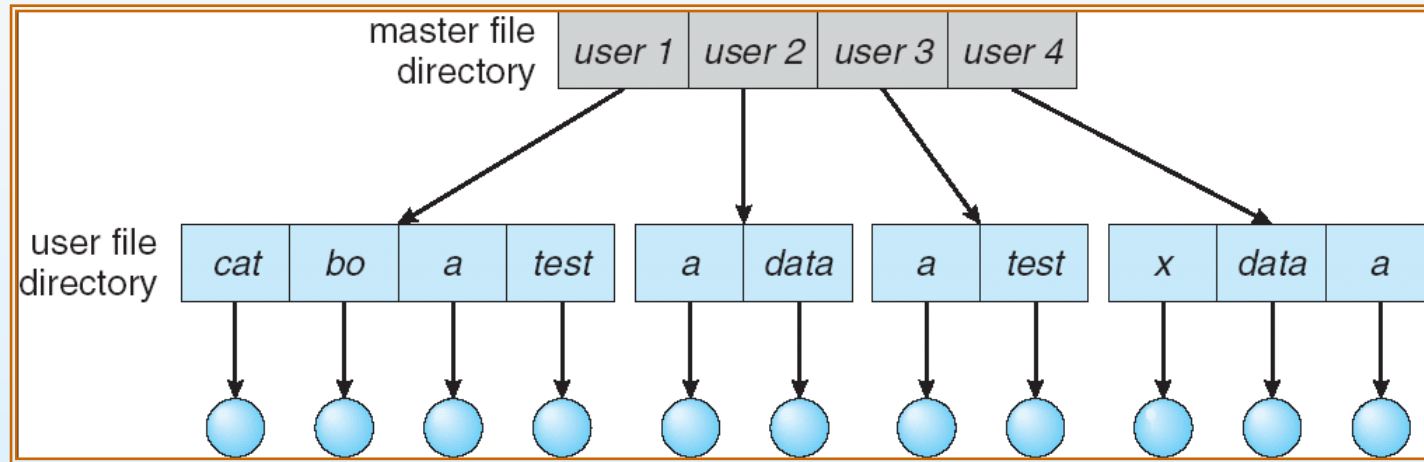 master file
directory
user 1 user 2 user 3 user 4
user file
directory
cat bo a test a data a test x data a